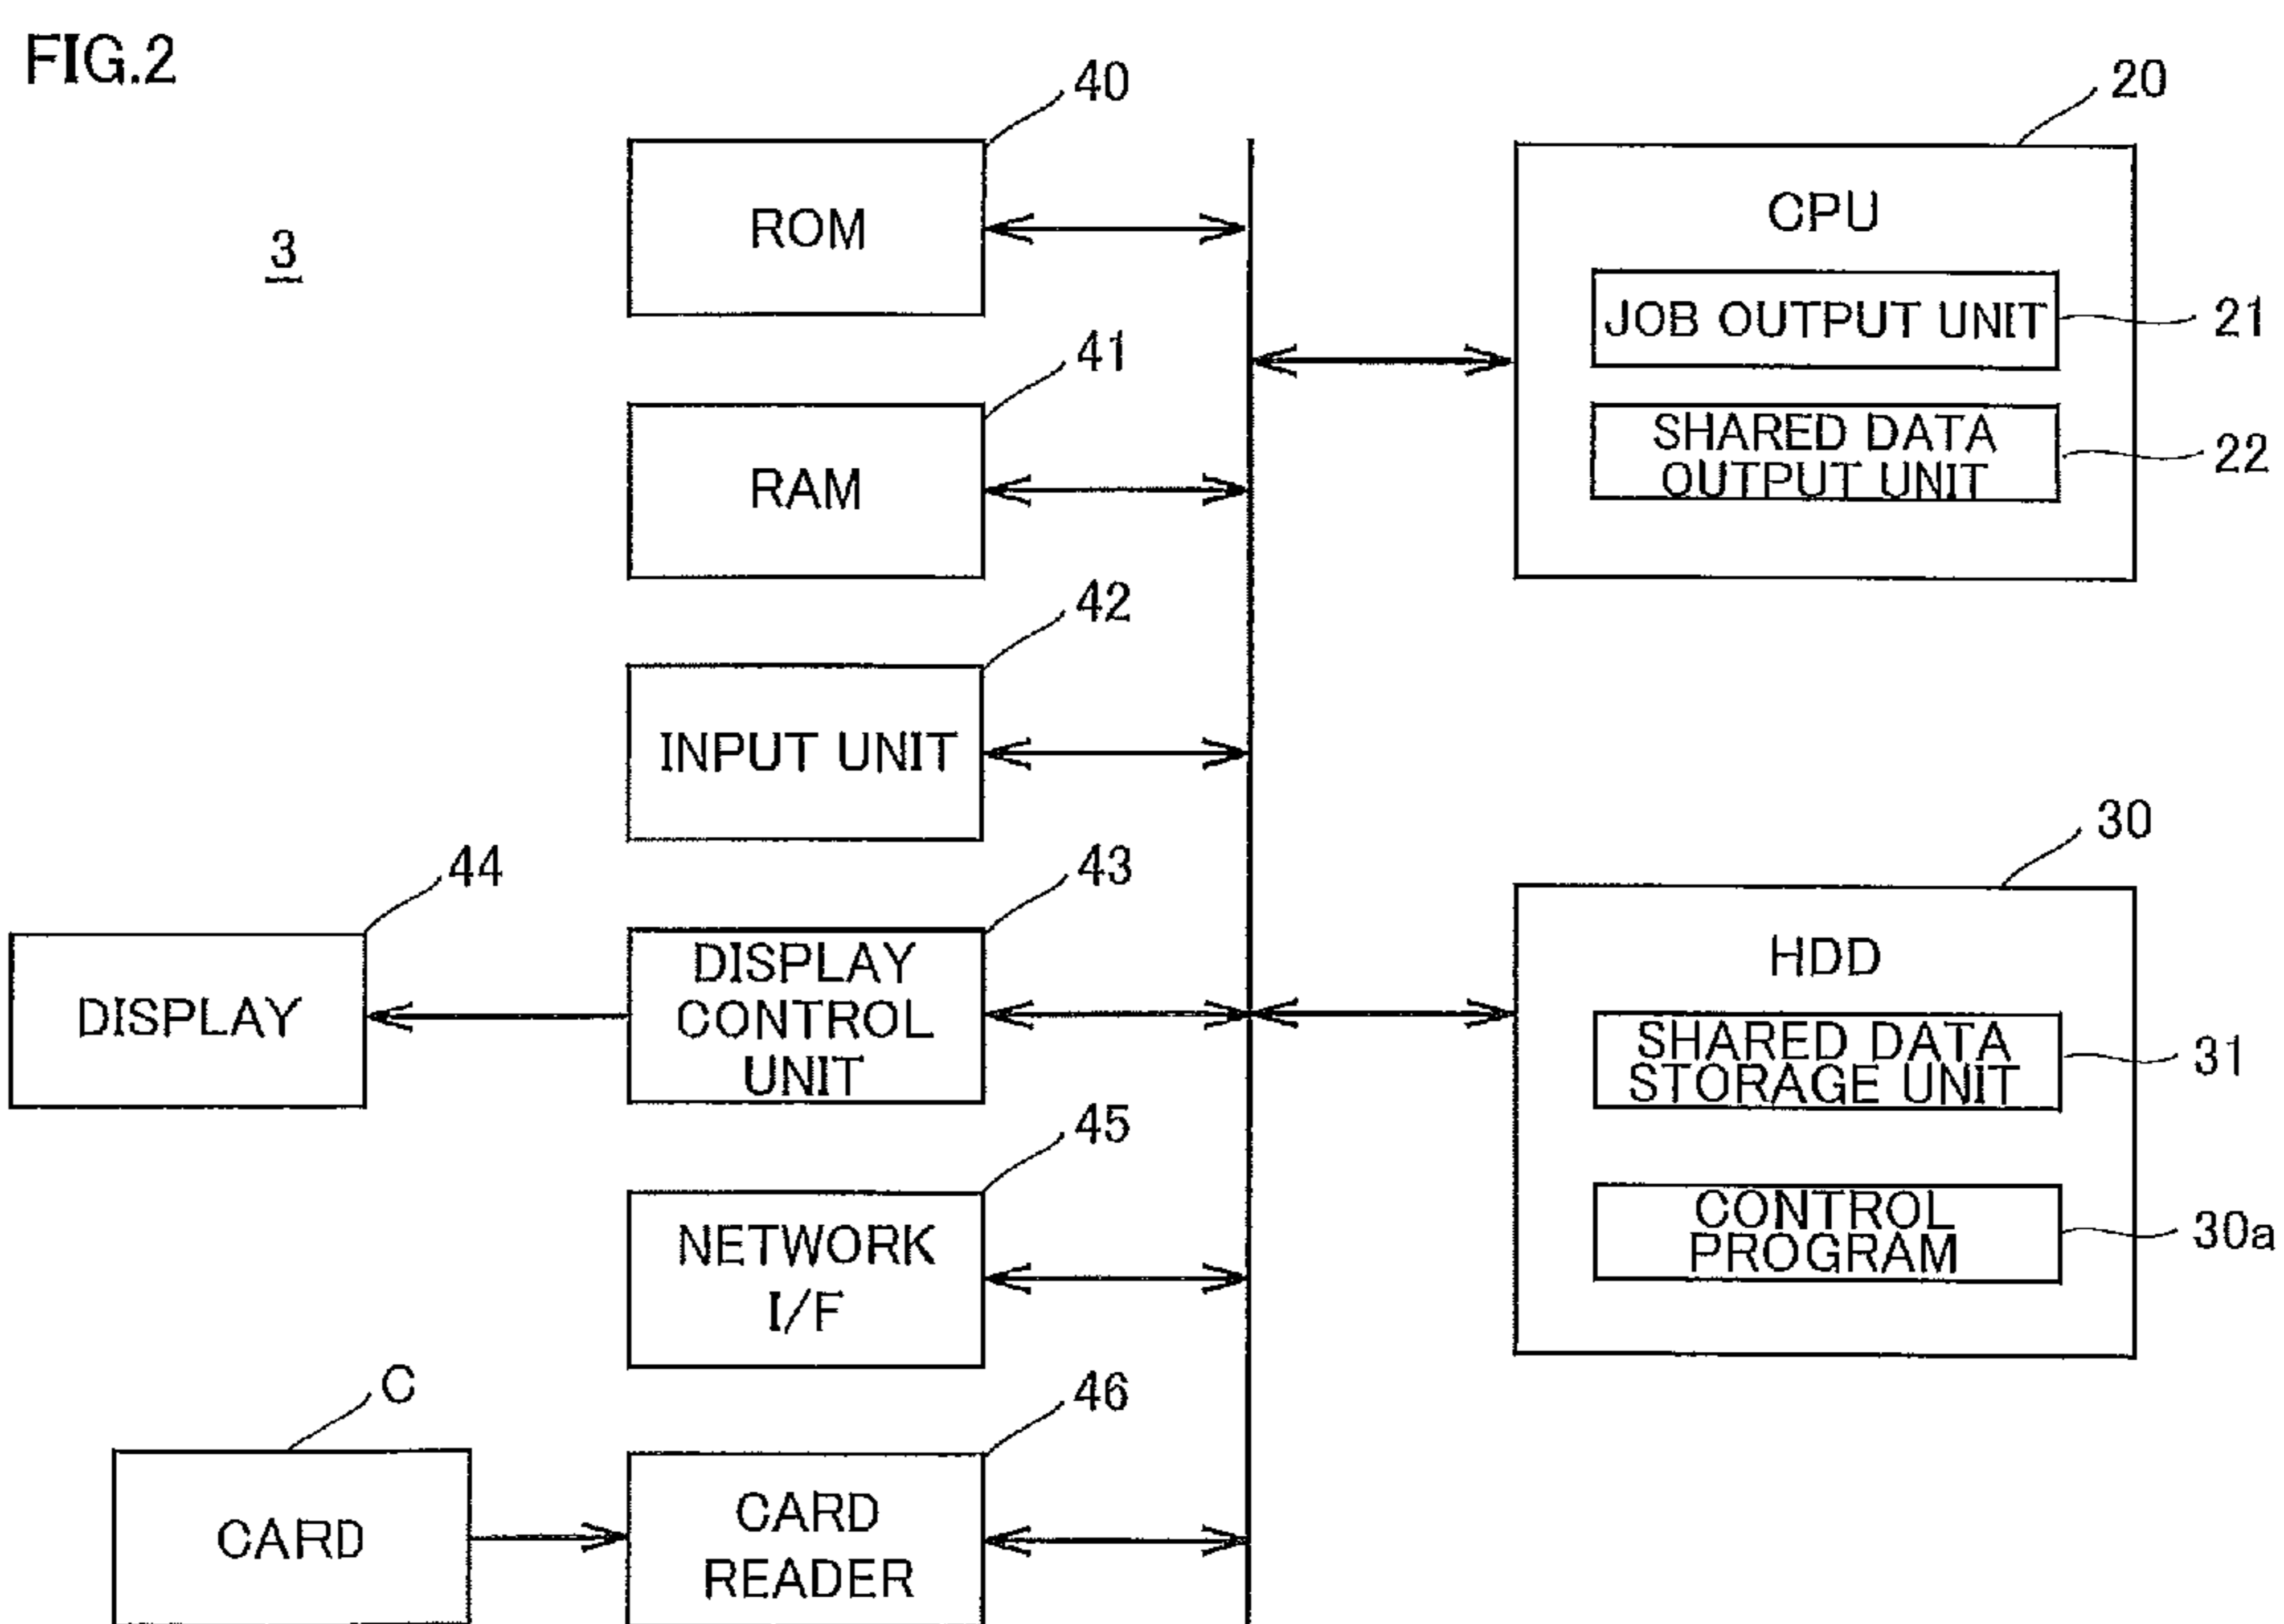 FIG.2
3
40
ROM
41
RAM
42
INPUT UNIT
44
DISPLAY
43
DISPLAY
CONTROL
UNIT
45
NETWORK
I/F
C
CARD
46
CARD
READER
20
CPU
JOB OUTPUT UNIT
21
SHARED DATA
OUTPUT UNIT
22
30
HDD
SHARED DATA
STORAGE UNIT
31
CONTROL
PROGRAM
30a